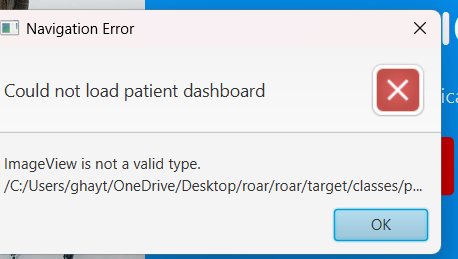 Navigation Error
Could not load patient dashboard
ImageView is not a valid type.
/C:/Users/ghayt/OneDrive/Desktop/roar/roar/target/classes/p...
OK